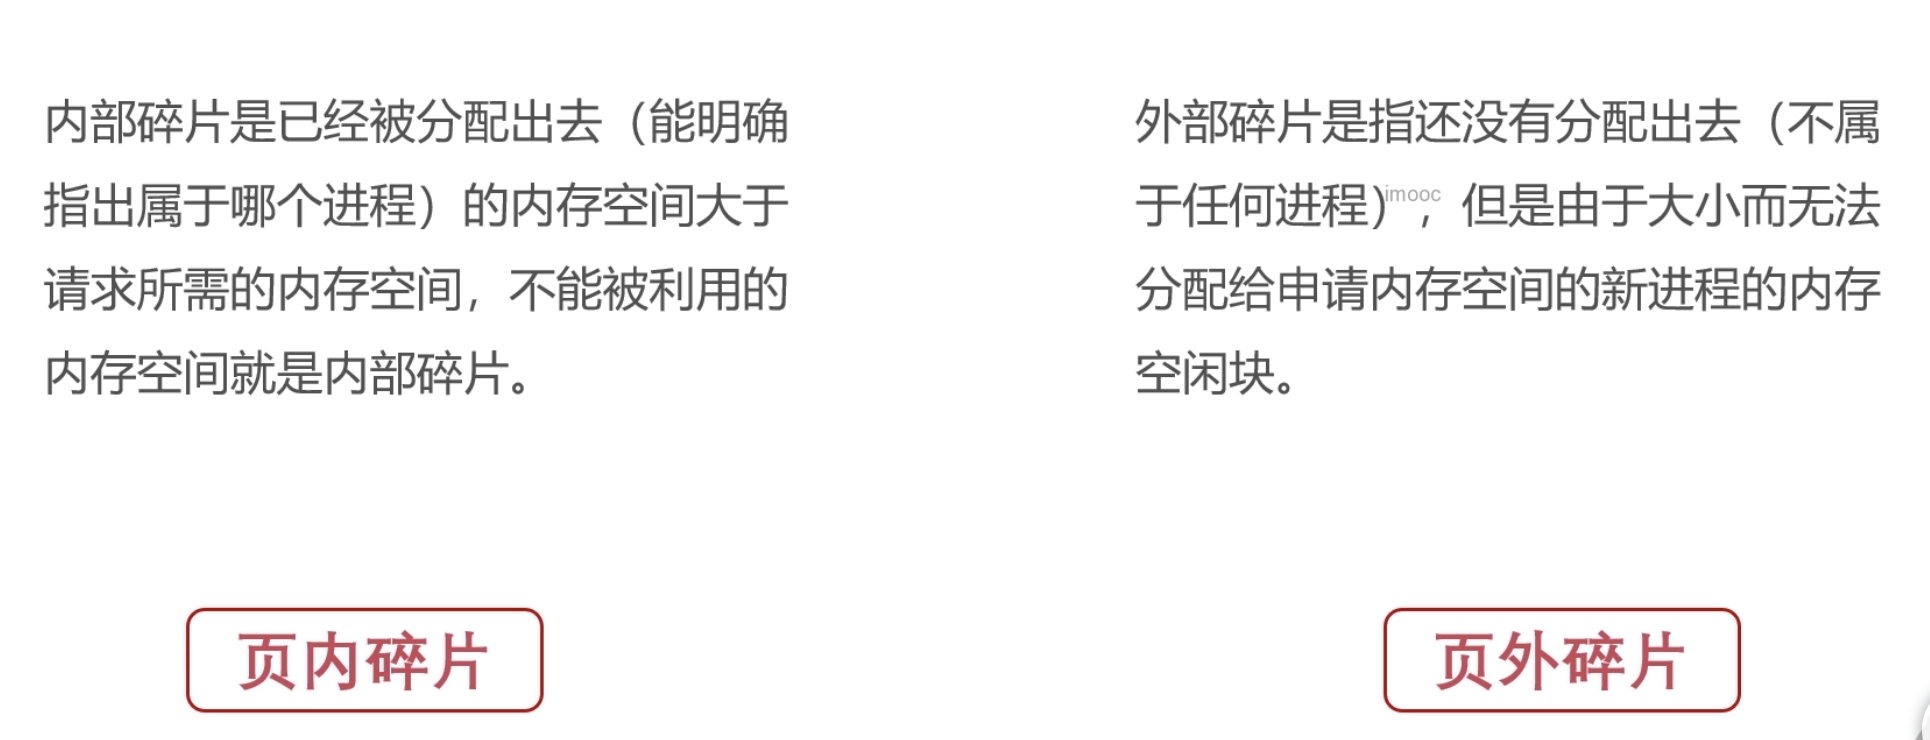 内部碎片是已经被分配出去（能明确
指出属于哪个进程）的内存空间大于
请求所需的内存空间，不能被利用的
内存空间就是内部碎片。
页内碎片
外部碎片是指还没有分配出去（不属
于任何进程），但是由于大小而无法
分配给申请内存空间的新进程的内存
空闲块。
页外碎片
imooc